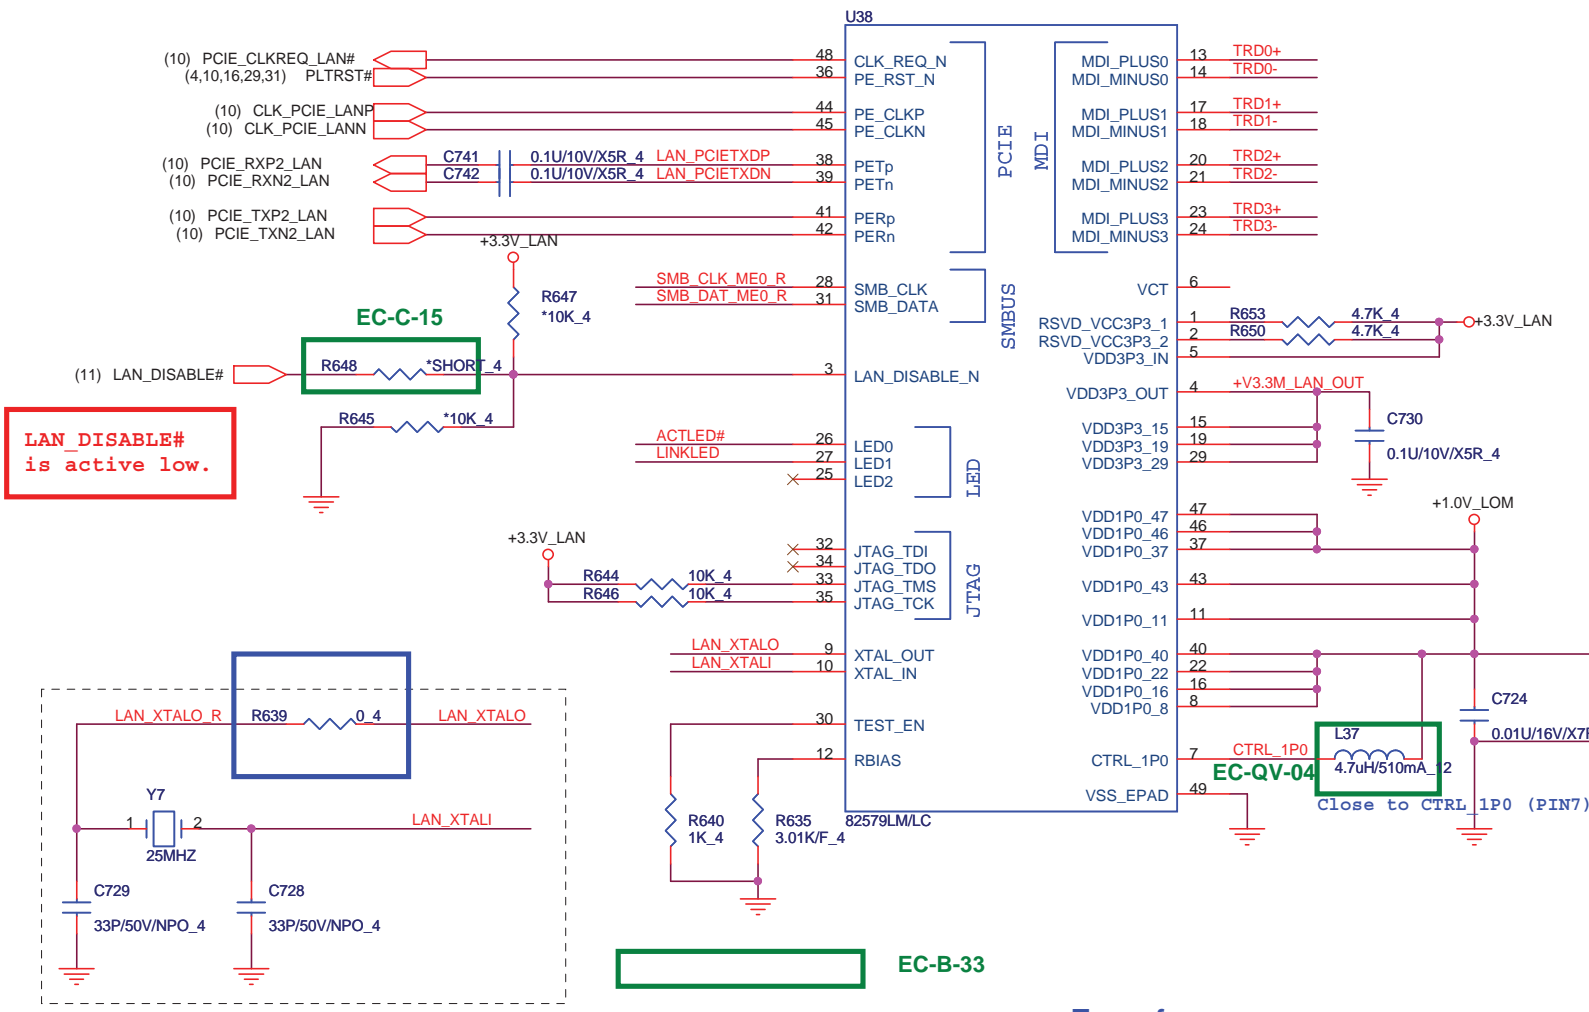 U38
(10) PCIE_CLKREQ_LAN# 48 CLK_REQ_N
(4,10,16,29,31) PLTRST# 36 PE_RST_N
(10) CLK_PCIE_LANP 44 PE_CLKP
(10) CLK_PCIE_LANN 45 PE_CLKN
(10) PCIE_RXP2_LAN C741 0.1U/10V/X5R_4 LAN_PCIETXDP 38 PETp
(10) PCIE_RXN2_LAN C742 0.1U/10V/X5R_4 LAN_PCIETXDN 39 PETn
(10) PCIE_TXP2_LAN 41 PERp
(10) PCIE_TXN2_LAN 42 PERn
PCIE
MDI
MDI_PLUS0 13 TRD0+
MDI_MINUS0 14 TRD0-
MDI_PLUS1 17 TRD1+
MDI_MINUS1 18 TRD1-
MDI_PLUS2 20 TRD2+
MDI_MINUS2 21 TRD2-
MDI_PLUS3 23 TRD3+
MDI_MINUS3 24 TRD3-
+3.3V_LAN
R647
*10K_4
SMB_CLK_ME0_R 28 SMB_CLK
SMB_DAT_ME0_R 31 SMB_DATA
SMBUS
VCT 6
RSVD_VCC3P3_1 1 R653 4.7K_4
RSVD_VCC3P3_2 2 R650 4.7K_4
+3.3V_LAN
VDD3P3_IN 5
EC-C-15
(11) LAN_DISABLE# R648 *SHORT_4 3 LAN_DISABLE_N
R645 *10K_4
LAN_DISABLE#
is active low.
VDD3P3_OUT 4 +V3.3M_LAN_OUT
VDD3P3_15 15
VDD3P3_19 19
VDD3P3_29 29
C730
0.1U/10V/X5R_4
ACTLED# 26 LED0
LINKLED 27 LED1
25 LED2
LED
+1.0V_LOM
VDD1P0_47 47
VDD1P0_46 46
VDD1P0_37 37
VDD1P0_43 43
VDD1P0_11 11
VDD1P0_40 40
VDD1P0_22 22
VDD1P0_16 16
VDD1P0_8 8
+3.3V_LAN
32 JTAG_TDI
34 JTAG_TDO
R644 10K_4 33 JTAG_TMS
R646 10K_4 35 JTAG_TCK
JTAG
LAN_XTALO 9 XTAL_OUT
LAN_XTALI 10 XTAL_IN
30 TEST_EN
12 RBIAS
R640
1K_4
R635
3.01K/F_4
C724
0.01U/16V/X7
CTRL_1P0 7 CTRL_1P0
L37
4.7uH/510mA_12
EC-QV-04
Close to CTRL_1P0 (PIN7)
VSS_EPAD 49
82579LM/LC
LAN_XTALO_R R639 0_4 LAN_XTALO
Y7
1 2 LAN_XTALI
25MHZ
C729
33P/50V/NPO_4
C728
33P/50V/NPO_4
EC-B-33